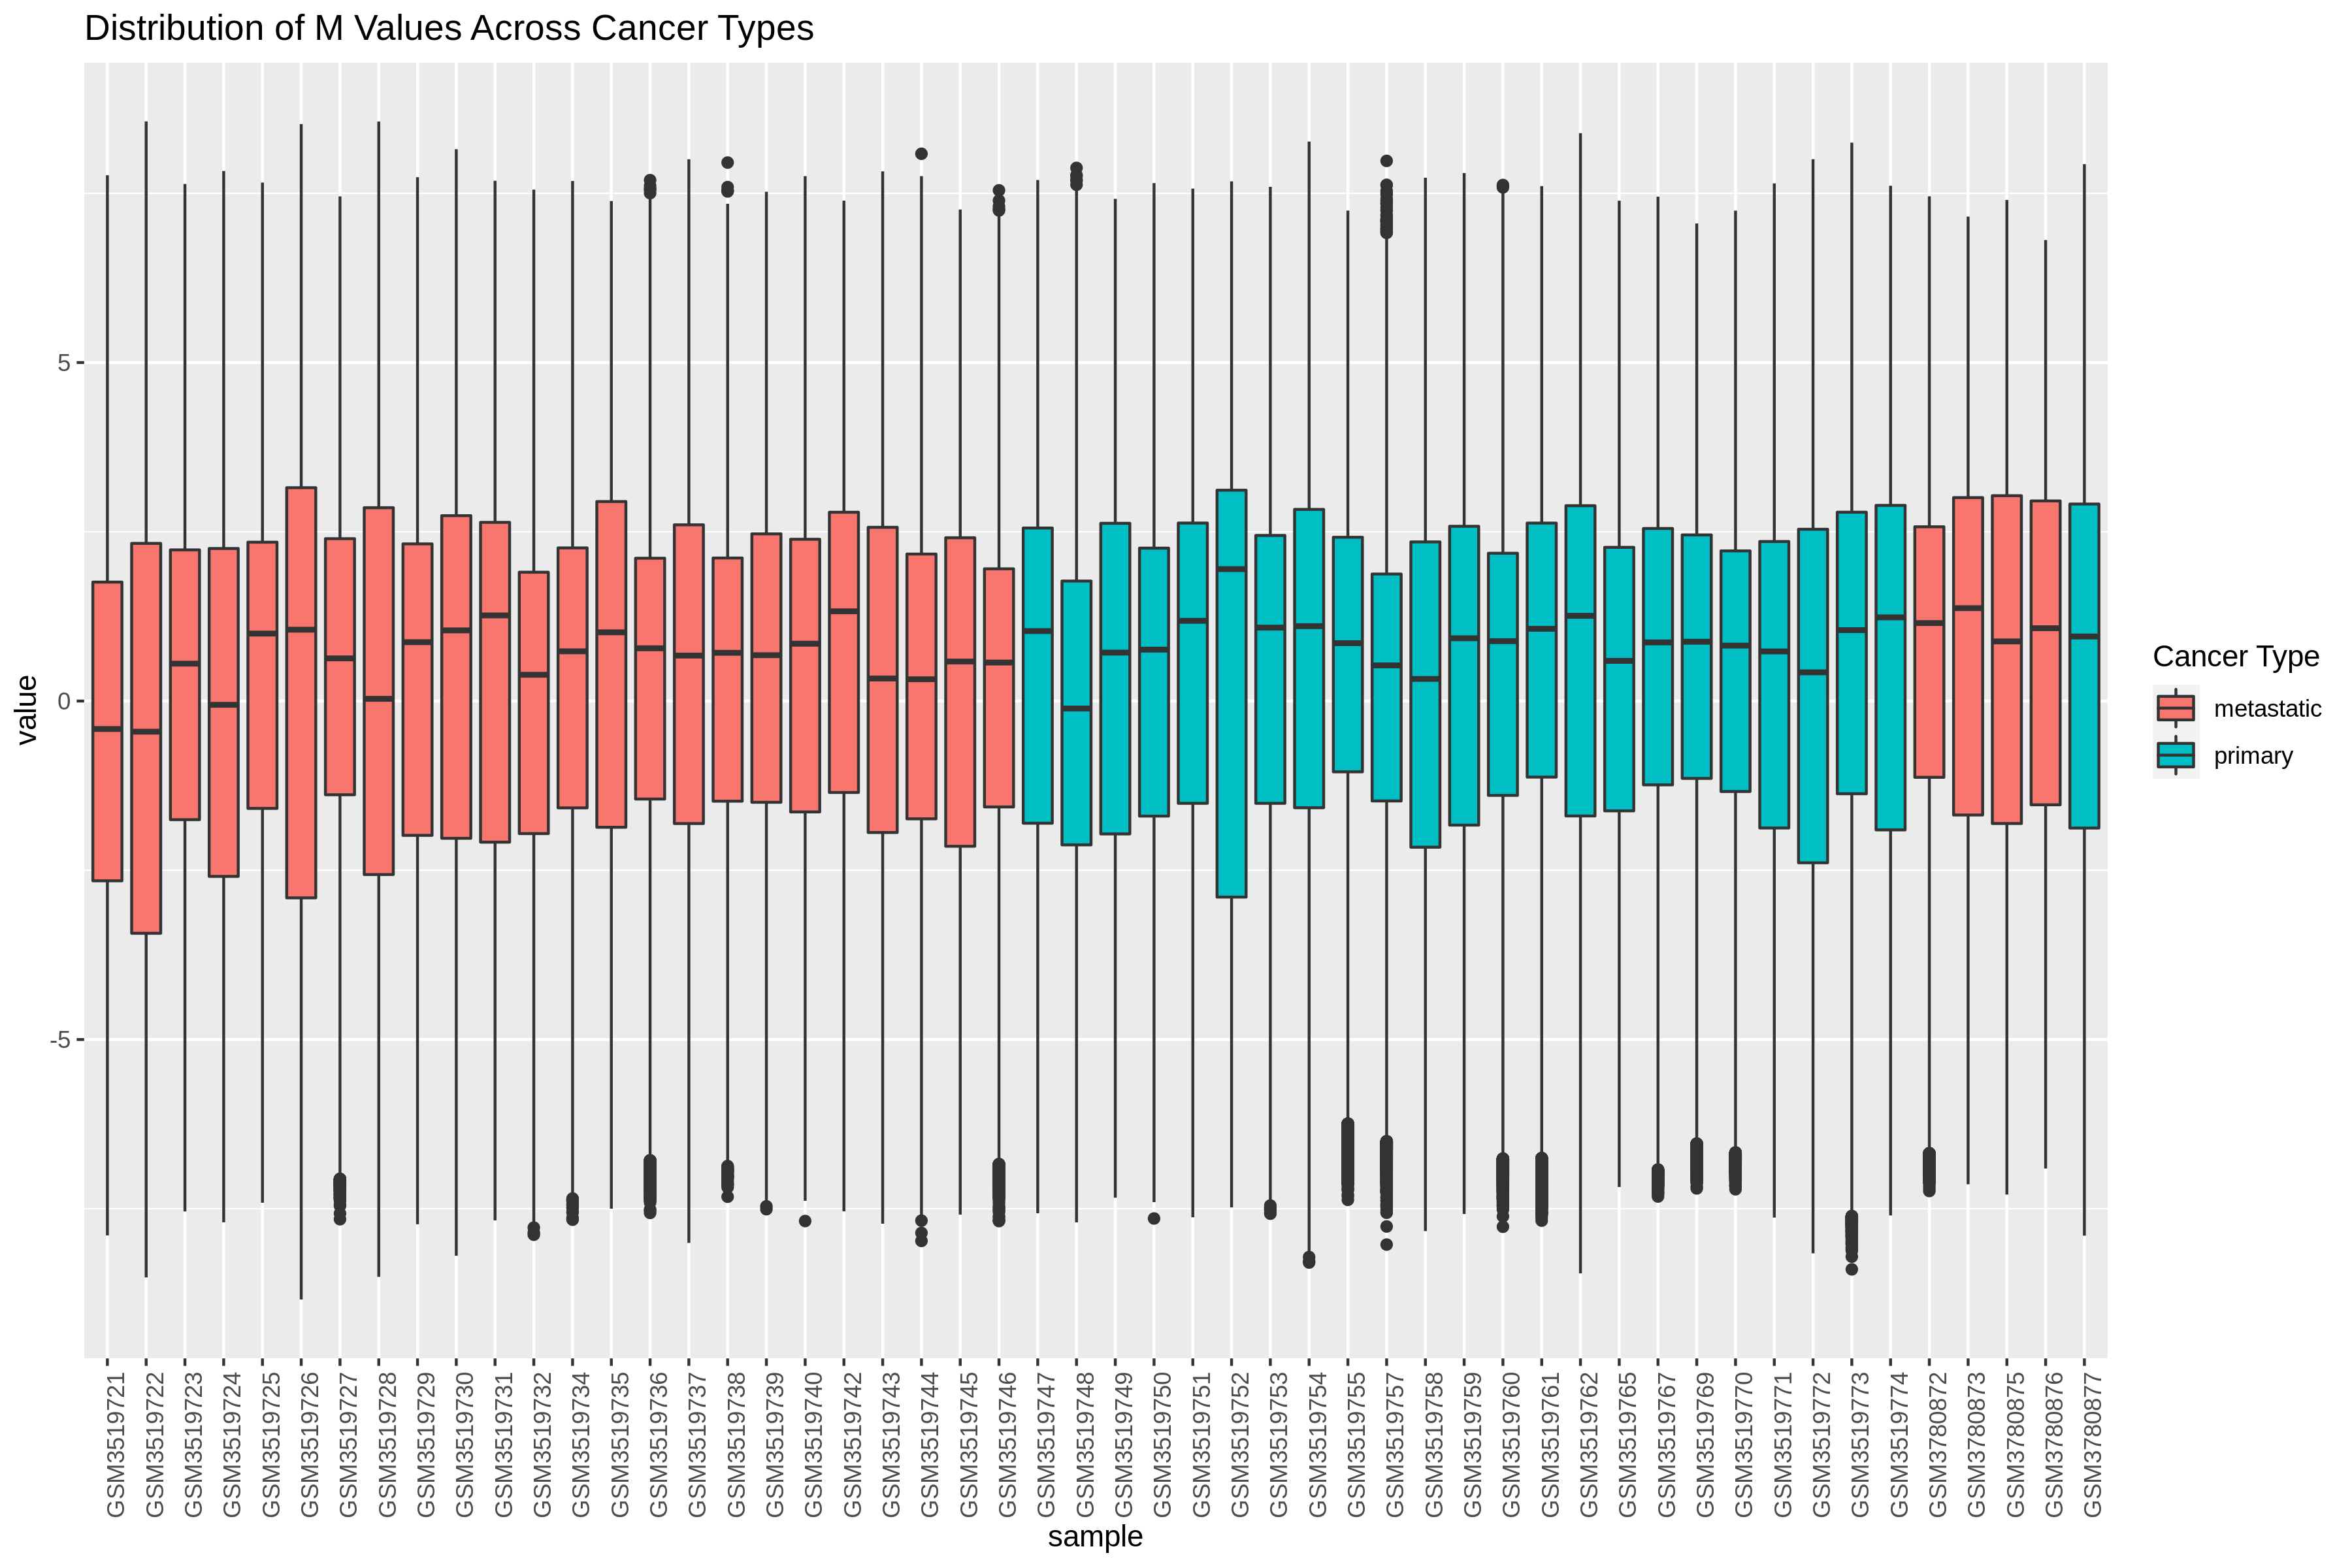 Distribution of M Values Across Cancer Types
value
5
0
-5
GSM3519721
GSM3519722
GSM3519723
GSM3519724
GSM3519725
GSM3519726
GSM3519727
GSM3519728
GSM3519729
GSM3519730
GSM3519731
GSM3519732
GSM3519734
GSM3519735
GSM3519736
GSM3519737
GSM3519738
GSM3519739
GSM3519740
GSM3519742
GSM3519743
GSM3519744
GSM3519745
GSM3519746
GSM3519747
GSM3519748
GSM3519749
GSM3519750
GSM3519751
GSM3519752
GSM3519753
GSM3519754
GSM3519755
GSM3519757
GSM3519758
GSM3519759
GSM3519760
GSM3519761
GSM3519762
GSM3519765
GSM3519767
GSM3519769
GSM3519770
GSM3519771
GSM3519772
GSM3519773
GSM3519774
GSM3780872
GSM3780873
GSM3780875
GSM3780876
GSM3780877
sample
Cancer Type
metastatic
primary